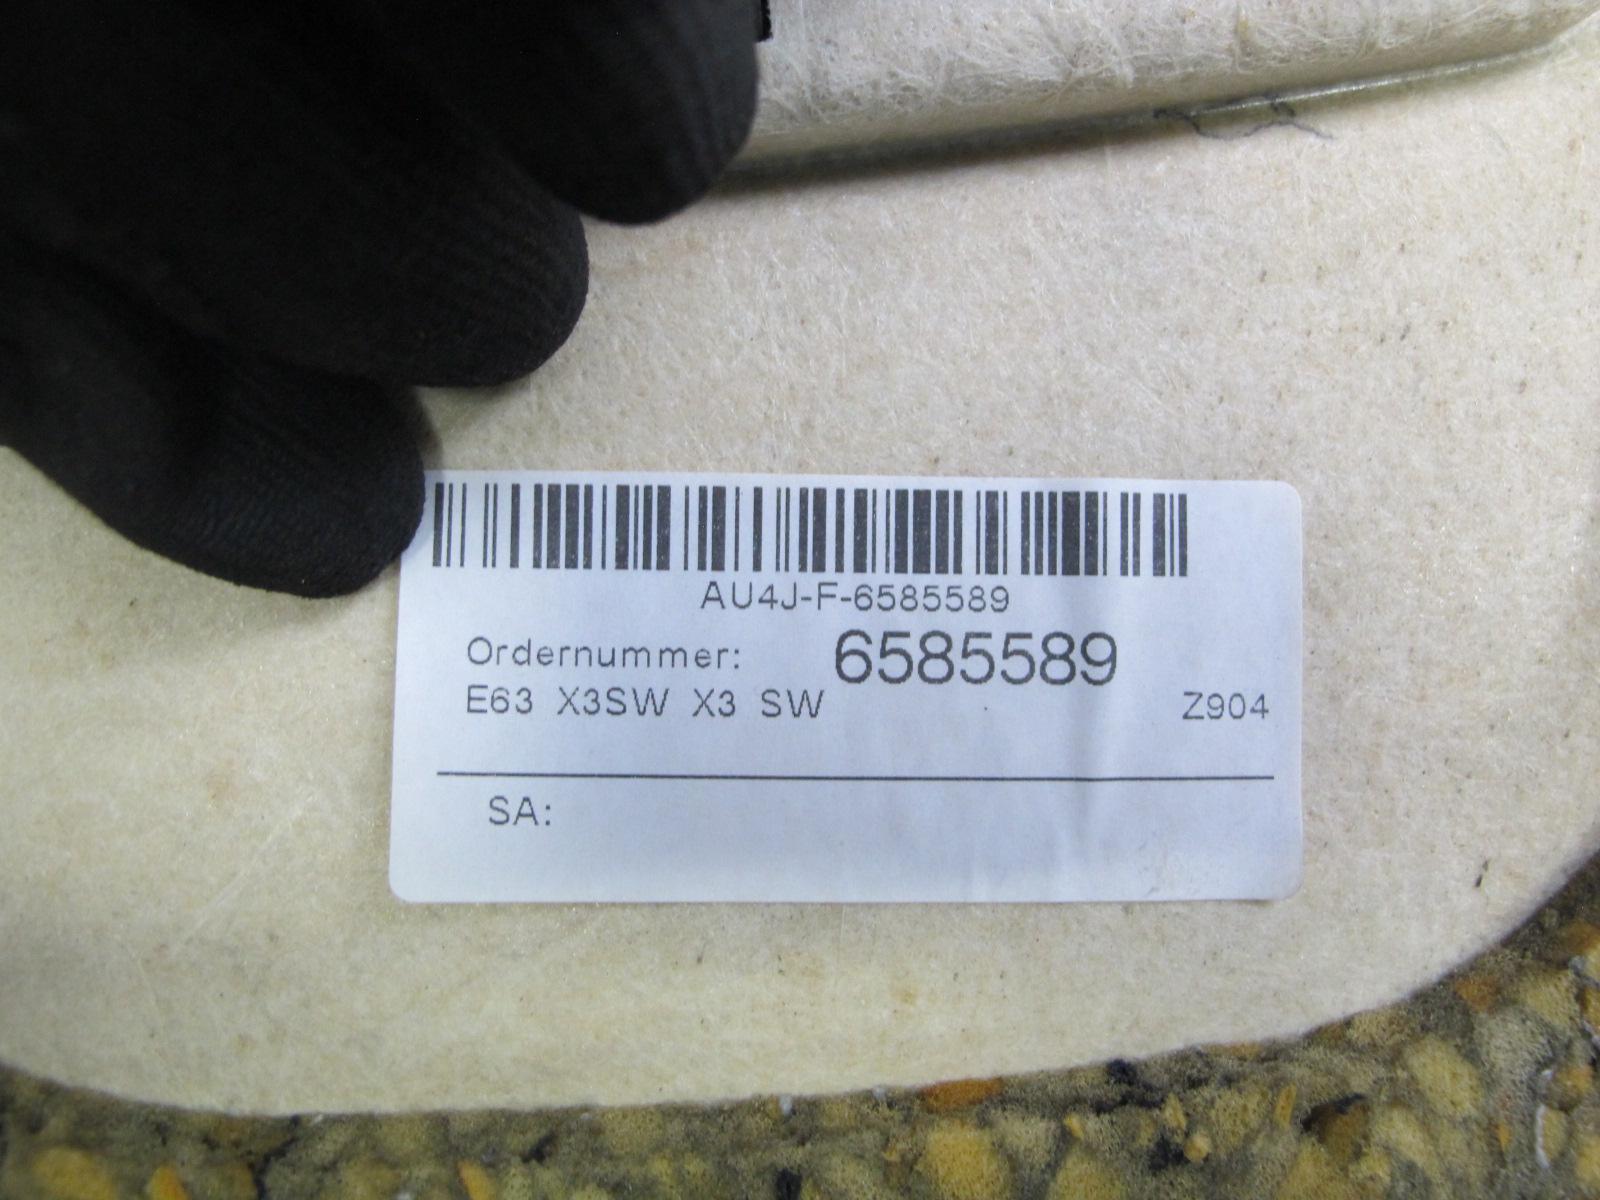 AU4J-F-6585589
Ordernummer: 6585589
E63 X3SW X3 SW Z904
SA: